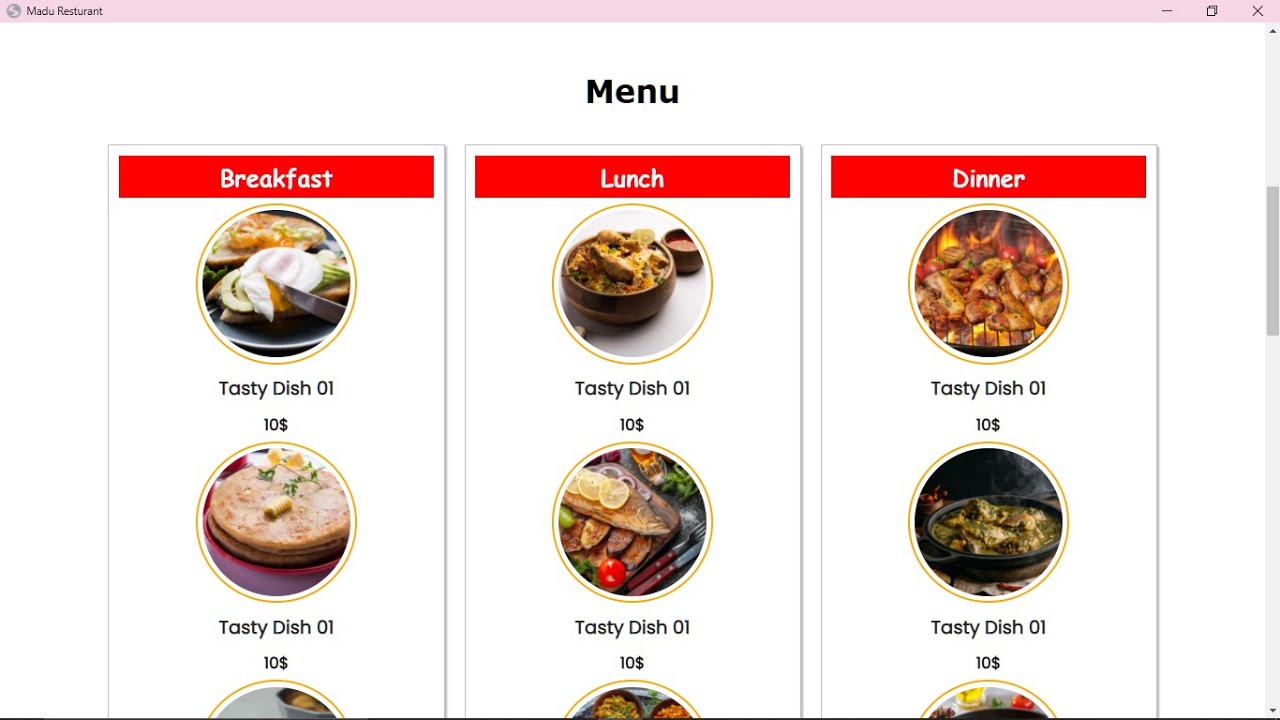 Madu Resturant
Menu
Breakfast
Tasty Dish 01
10$
Tasty Dish 01
10$
Lunch
Tasty Dish 01
10$
Tasty Dish 01
10$
Dinner
Tasty Dish 01
10$
Tasty Dish 01
10$